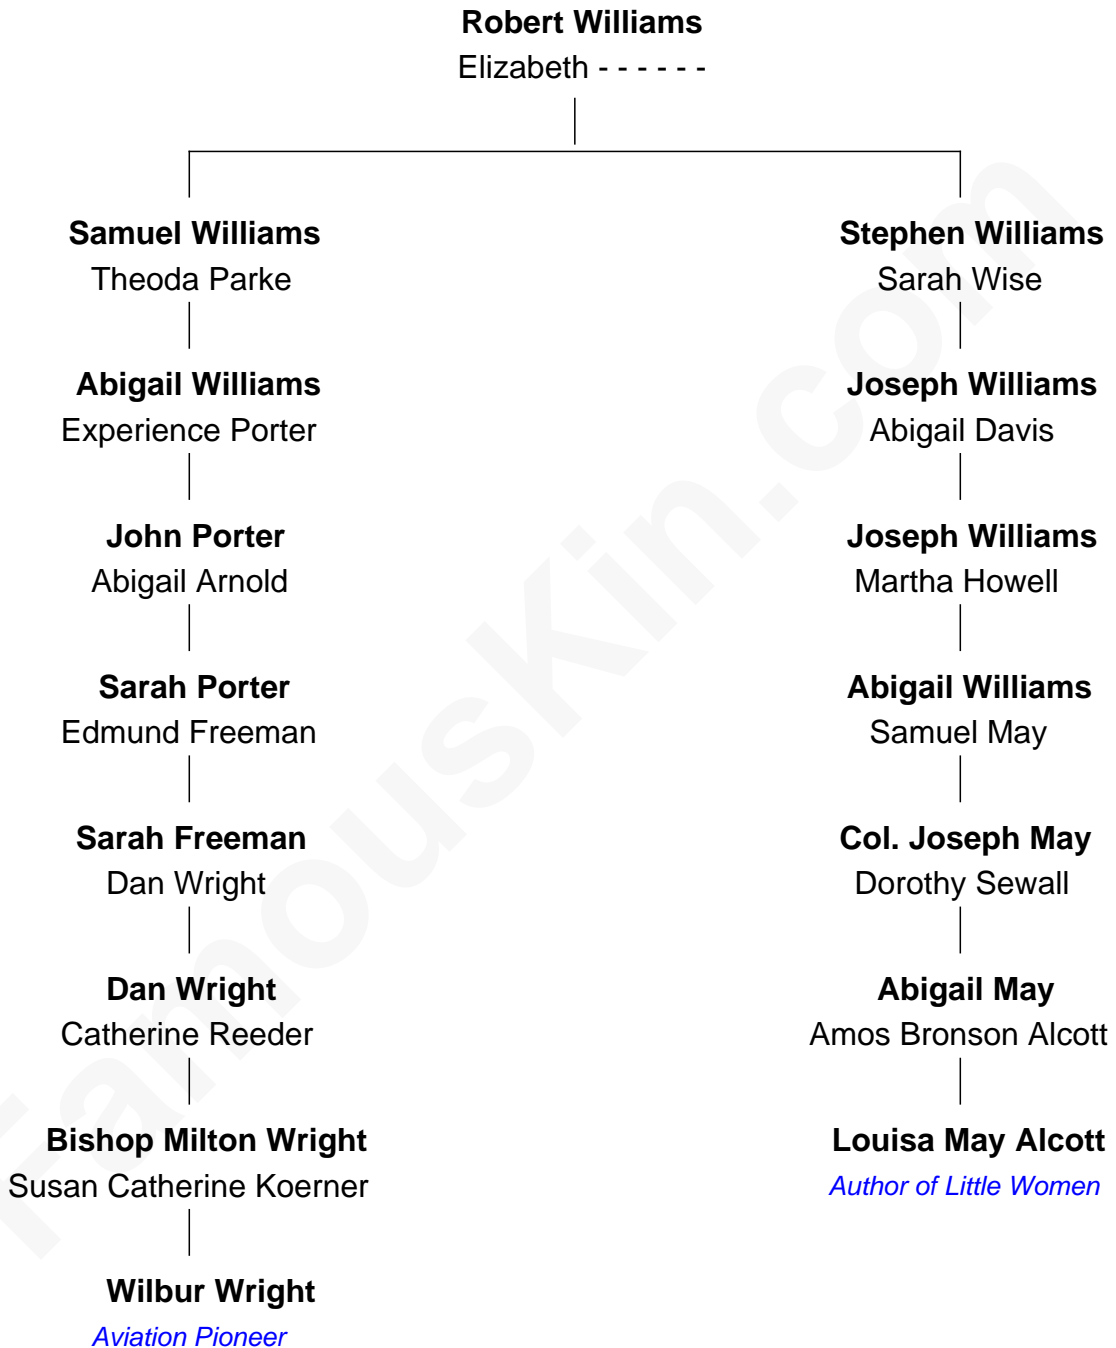 Robert Williams
Elizabeth - - - - - -
Samuel Williams
Theoda Parke
Stephen Williams
Sarah Wise
Abigail Williams
Experience Porter
Joseph Williams
Abigail Davis
John Porter
Abigail Arnold
Joseph Williams
Martha Howell
Sarah Porter
Edmund Freeman
Abigail Williams
Samuel May
Sarah Freeman
Dan Wright
Col. Joseph May
Dorothy Sewall
Dan Wright
Catherine Reeder
Abigail May
Amos Bronson Alcott
Bishop Milton Wright
Susan Catherine Koerner
Louisa May Alcott
Author of Little Women
Wilbur Wright
Aviation Pioneer
FamousKin.com